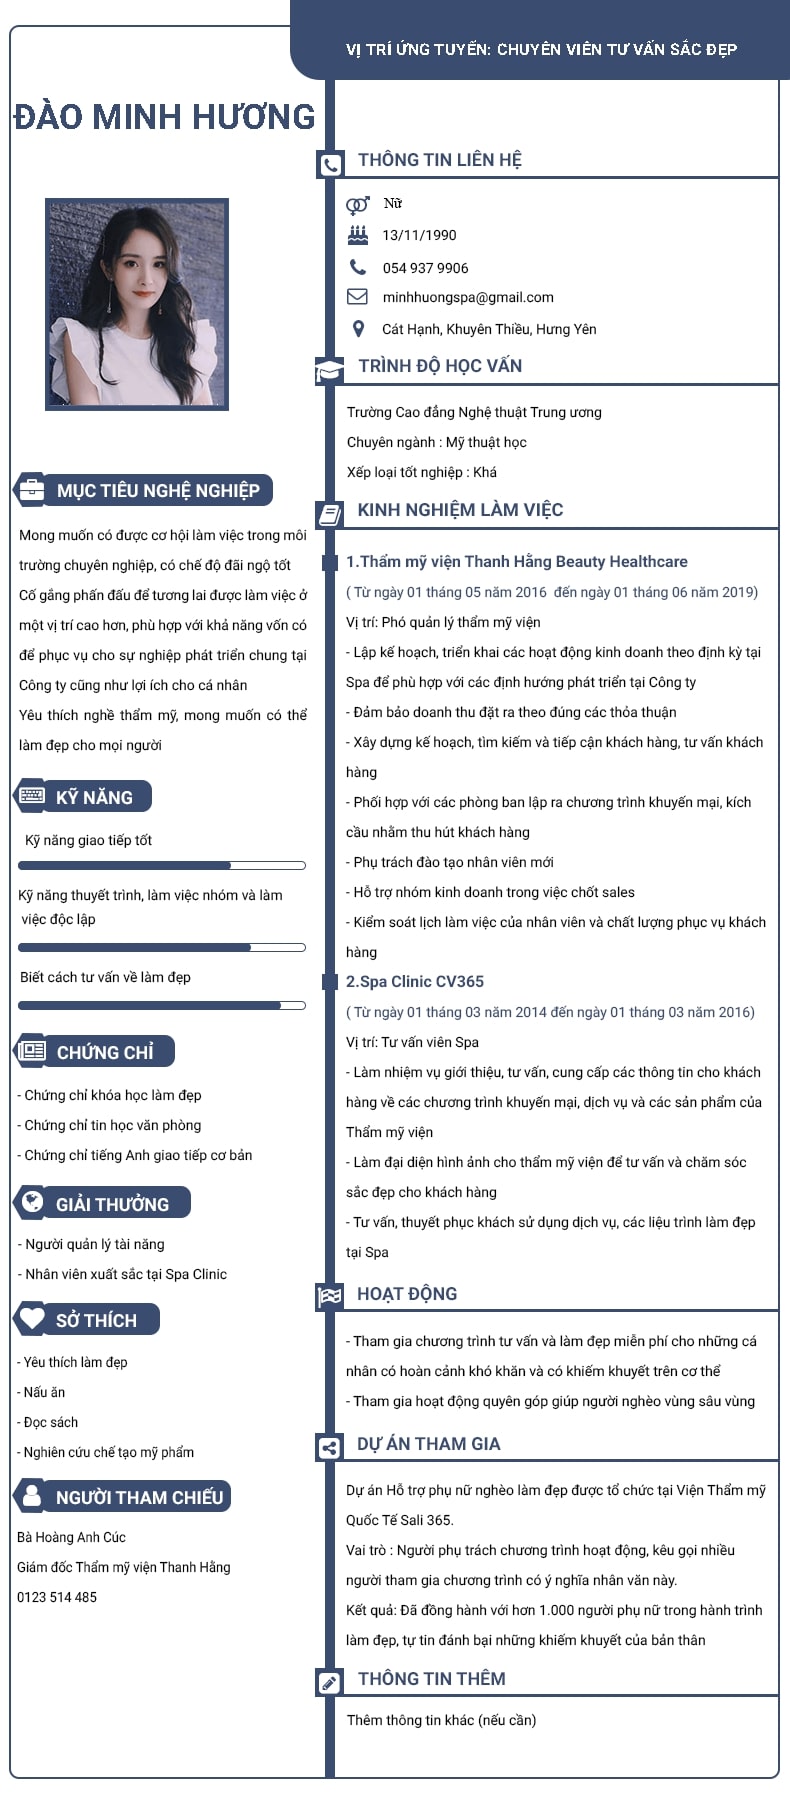 VỊ TRÍ ỨNG TUYỂN: CHUYÊN VIÊN TƯ VẤN SẮC ĐẸP
ĐÀO MINH HƯƠNG
MỤC TIÊU NGHỀ NGHIỆP
Mong muốn có được cơ hội làm việc trong môi
trường chuyên nghiệp, có chế độ đãi ngộ tốt
Cố gắng phấn đấu để tương lai được làm việc ở
một vị trí cao hơn, phù hợp với khả năng vốn có
để phục vụ cho sự nghiệp phát triển chung tại
Công ty cũng như lợi ích cho cá nhân
Yêu thích nghề thẩm mỹ, mong muốn có thể
làm đẹp cho mọi người
KỸ NĂNG
Kỹ năng giao tiếp tốt
Kỹ năng thuyết trình, làm việc nhóm và làm
việc độc lập
Biết cách tư vấn về làm đẹp
CHỨNG CHỈ
- Chứng chỉ khóa học làm đẹp
- Chứng chỉ tin học văn phòng
- Chứng chỉ tiếng Anh giao tiếp cơ bản
GIẢI THƯỞNG
- Người quản lý tài năng
- Nhân viên xuất sắc tại Spa Clinic
SỞ THÍCH
- Yêu thích làm đẹp
- Nấu ăn
- Đọc sách
- Nghiên cứu chế tạo mỹ phẩm
NGƯỜI THAM CHIẾU
Bà Hoàng Anh Cúc
Giám đốc Thẩm mỹ viện Thanh Hằng
0123 514 485
THÔNG TIN LIÊN HỆ
Nữ
13/11/1990
054 937 9906
minhhuongspa@gmail.com
Cát Hạnh, Khuyên Thiều, Hưng Yên
TRÌNH ĐỘ HỌC VẤN
Trường Cao đẳng Nghệ thuật Trung ương
Chuyên ngành : Mỹ thuật học
Xếp loại tốt nghiệp : Khá
KINH NGHIỆM LÀM VIỆC
1.Thẩm mỹ viện Thanh Hằng Beauty Healthcare
( Từ ngày 01 tháng 05 năm 2016 đến ngày 01 tháng 06 năm 2019)
Vị trí: Phó quản lý thẩm mỹ viện
- Lập kế hoạch, triển khai các hoạt động kinh doanh theo định kỳ tại
Spa để phù hợp với các định hướng phát triển tại Công ty
- Đảm bảo doanh thu đặt ra theo đúng các thỏa thuận
- Xây dựng kế hoạch, tìm kiếm và tiếp cận khách hàng, tư vấn khách
hàng
- Phối hợp với các phòng ban lập ra chương trình khuyến mại, kích
cầu nhằm thu hút khách hàng
- Phụ trách đào tạo nhân viên mới
- Hỗ trợ nhóm kinh doanh trong việc chốt sales
- Kiểm soát lịch làm việc của nhân viên và chất lượng phục vụ khách
hàng
2.Spa Clinic CV365
( Từ ngày 01 tháng 03 năm 2014 đến ngày 01 tháng 03 năm 2016)
Vị trí: Tư vấn viên Spa
- Làm nhiệm vụ giới thiệu, tư vấn, cung cấp các thông tin cho khách
hàng về các chương trình khuyến mại, dịch vụ và các sản phẩm của
Thẩm mỹ viện
- Làm đại diện hình ảnh cho thẩm mỹ viện để tư vấn và chăm sóc
sắc đẹp cho khách hàng
- Tư vấn, thuyết phục khách sử dụng dịch vụ, các liệu trình làm đẹp
tại Spa
HOẠT ĐỘNG
- Tham gia chương trình tư vấn và làm đẹp miễn phí cho những cá
nhân có hoàn cảnh khó khăn và có khiếm khuyết trên cơ thể
- Tham gia hoạt động quyên góp giúp người nghèo vùng sâu vùng
DỰ ÁN THAM GIA
Dự án Hỗ trợ phụ nữ nghèo làm đẹp được tổ chức tại Viện Thẩm mỹ
Quốc Tế Sali 365.
Vai trò : Người phụ trách chương trình hoạt động, kêu gọi nhiều
người tham gia chương trình có ý nghĩa nhân văn này.
Kết quả: Đã đồng hành với hơn 1.000 người phụ nữ trong hành trình
làm đẹp, tự tin đánh bại những khiếm khuyết của bản thân
THÔNG TIN THÊM
Thêm thông tin khác (nếu cần)